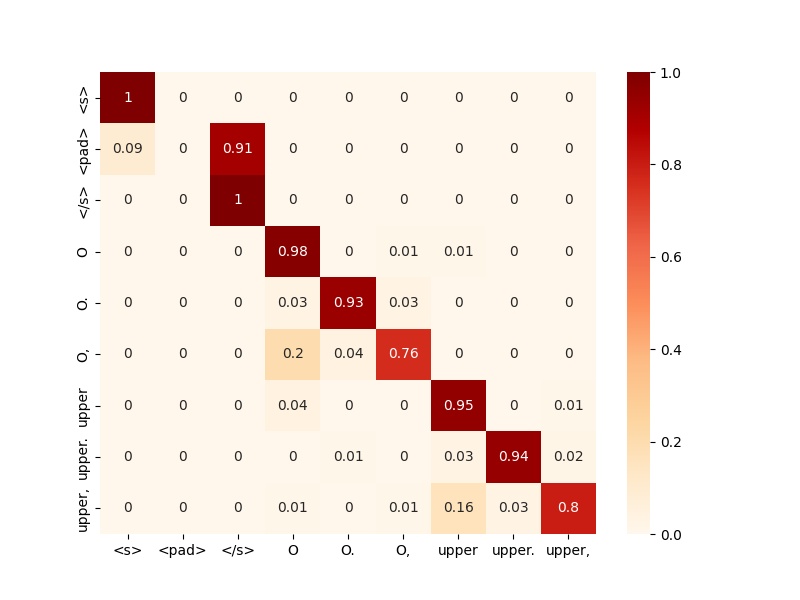 <s> 1 0 0 0 0 0 0 0 0
<pad> 0.09 0 0.91 0 0 0 0 0 0
</s> 0 0 1 0 0 0 0 0 0
O 0 0 0 0.98 0 0.01 0.01 0 0
O. 0 0 0 0.03 0.93 0.03 0 0 0
O, 0 0 0 0.2 0.04 0.76 0 0 0
upper 0 0 0 0.04 0 0 0.95 0 0.01
upper. 0 0 0 0 0.01 0 0.03 0.94 0.02
upper, 0 0 0 0.01 0 0.01 0.16 0.03 0.8
<s> <pad> </s> O O. O, upper upper. upper,
1.0
0.8
0.6
0.4
0.2
0.0